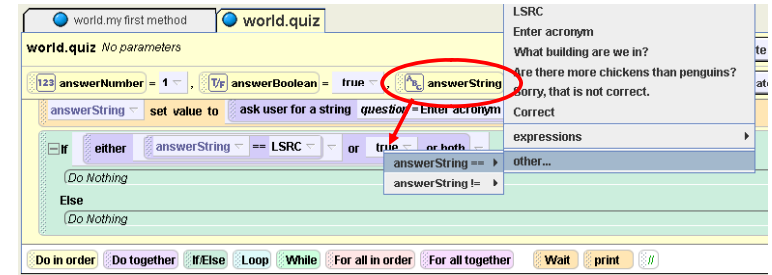 world.my first method
world.quiz
world.quiz No parameters
123 answerNumber = 1 , T/F answerBoolean = true , ABC answerString
answerString set value to ask user for a string question = Enter acronym
If either answerString == LSRC or true or both
Do Nothing
Else
(Do Nothing
answerString ==
answerString !=
LSRC
Enter acronym
What building are we in?
Are there more chickens than penguins?
Sorry, that is not correct.
Correct
expressions
other...
te
at
Do in order Do together If/Else Loop While For all in order For all together Wait print //